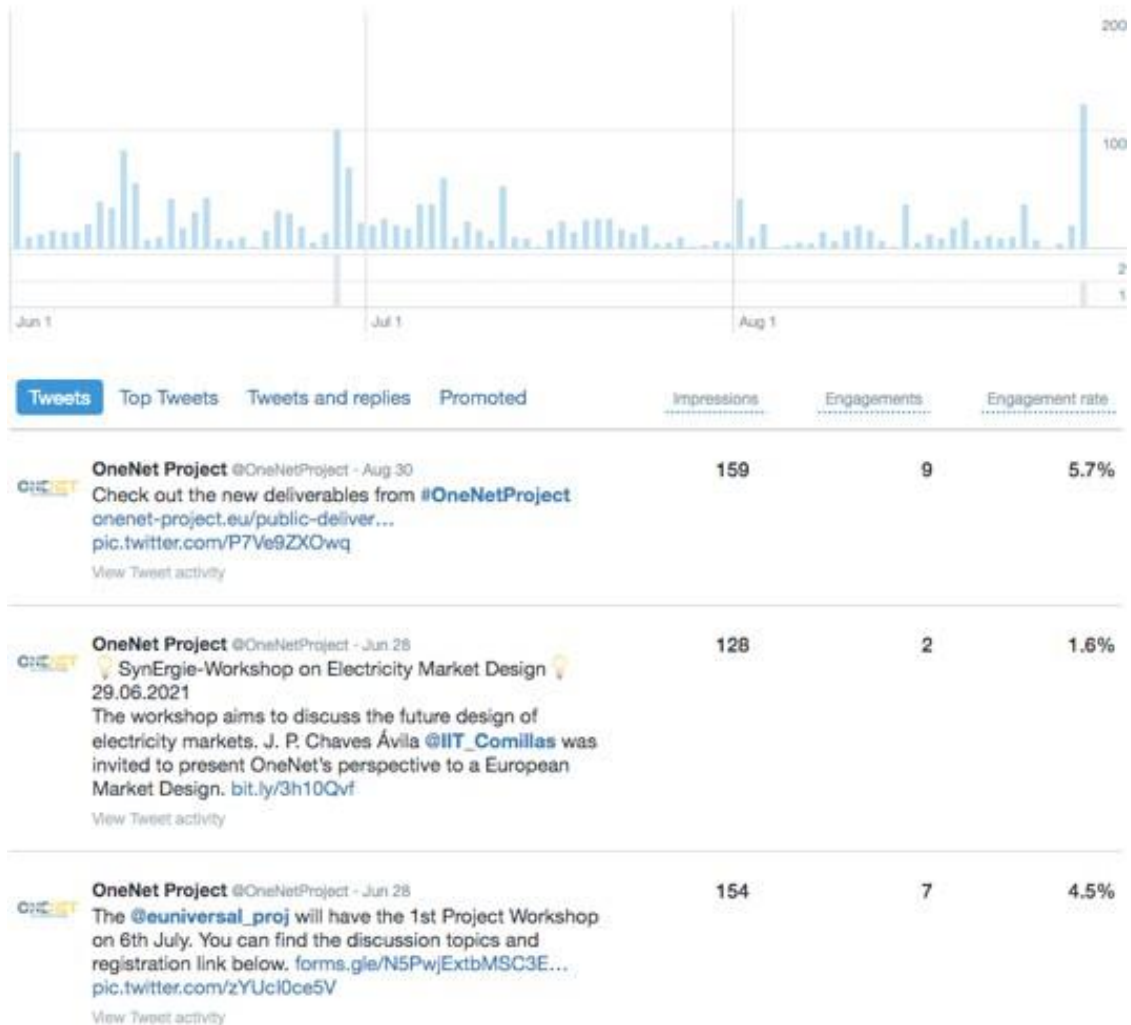 200
100
2
1
Jun 1
Jul 1
Aug 1
Tweets Top Tweets Tweets and replies Promoted Impressions Engagements Engagement rate
OneNet Project @OneNetProject - Aug 30 159 9 5.7%
ONENET
Check out the new deliverables from #OneNetProject
onenet-project.eu/public-deliver...
pic.twitter.com/P7Ve9ZXOwq
View Tweet activity
OneNet Project @OneNetProject - Jun 28 128 2 1.6%
ONENET
💡 SynErgie-Workshop on Electricity Market Design 💡
29.06.2021
The workshop aims to discuss the future design of
electricity markets. J. P. Chaves Ávila @IIT_Comillas was
invited to present OneNet's perspective to a European
Market Design. bit.ly/3h10Qvf
View Tweet activity
OneNet Project @OneNetProject - Jun 28 154 7 4.5%
ONENET
The @euniversal_proj will have the 1st Project Workshop
on 6th July. You can find the discussion topics and
registration link below. forms.gle/N5PwjExtbMSC3E...
pic.twitter.com/zYUcI0ce5V
View Tweet activity